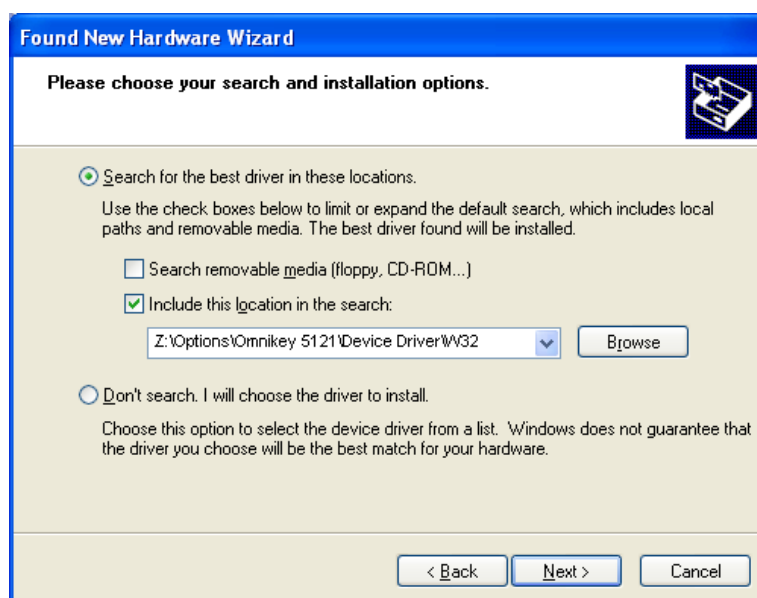 Found New Hardware Wizard
Please choose your search and installation options.
Search for the best driver in these locations.
Use the check boxes below to limit or expand the default search, which includes local
paths and removable media. The best driver found will be installed.
Search removable media (floppy, CD-ROM...)
Include this location in the search:
Z:\Options\Omnikey 5121\Device Driver\W32
Browse
Don't search. I will choose the driver to install.
Choose this option to select the device driver from a list. Windows does not guarantee that
the driver you choose will be the best match for your hardware.
< Back
Next >
Cancel